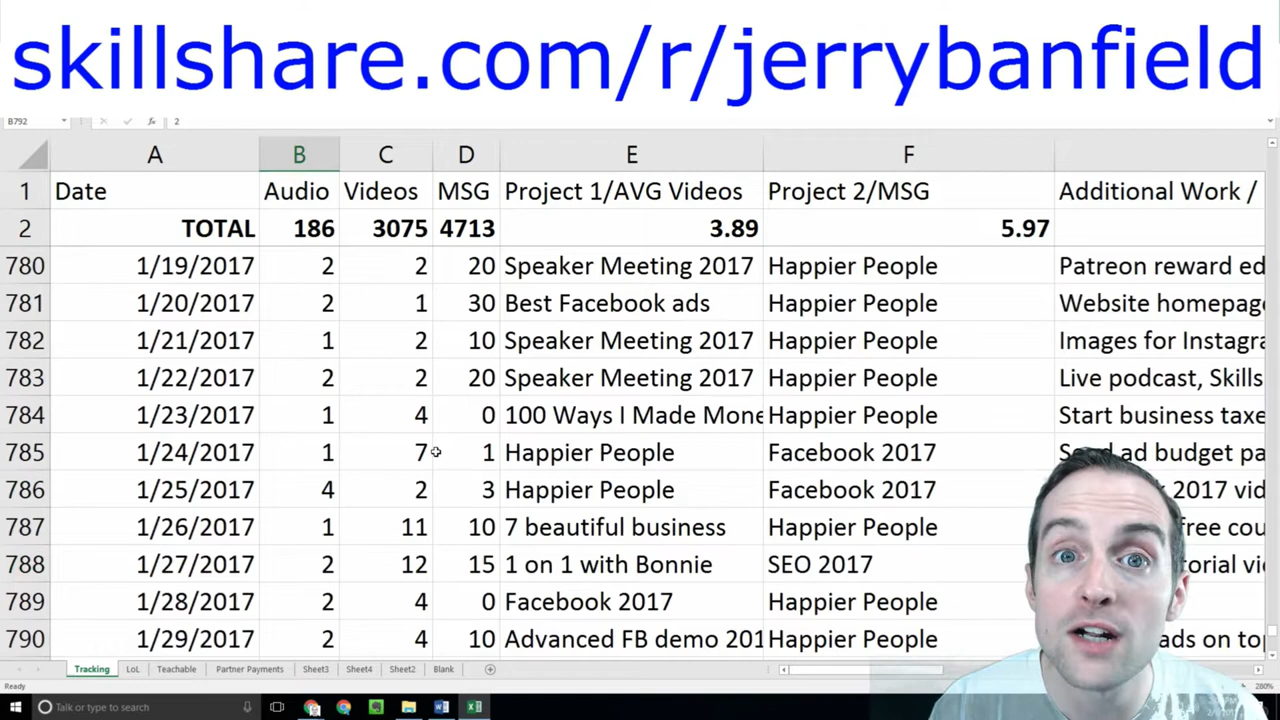 skillshare.com/r/jerrybanfield
B792 fx 2
A B C D E F
1 Date Audio Videos MSG Project 1/AVG Videos Project 2/MSG Additional Work /
2 TOTAL 186 3075 4713 3.89 5.97
780 1/19/2017 2 2 20 Speaker Meeting 2017 Happier People Patreon reward ed
781 1/20/2017 2 1 30 Best Facebook ads Happier People Website homepag
782 1/21/2017 1 2 10 Speaker Meeting 2017 Happier People Images for Instagra
783 1/22/2017 2 2 20 Speaker Meeting 2017 Happier People Live podcast, Skills
784 1/23/2017 1 4 0 100 Ways I Made Mone Happier People Start business taxe
785 1/24/2017 1 7 1 Happier People Facebook 2017 ad budget pa
786 1/25/2017 4 2 3 Happier People Facebook 2017 2017 vid
787 1/26/2017 1 11 10 7 beautiful business Happier People free cou
788 1/27/2017 2 12 15 1 on 1 with Bonnie SEO 2017 torial vi
789 1/28/2017 2 4 0 Facebook 2017 Happier People
790 1/29/2017 2 4 10 Advanced FB demo 201 Happier People ads on to
Tracking LoL Teachable Partner Payments Sheet3 Sheet4 Sheet2 Blank
Ready 280%
Talk or type to search